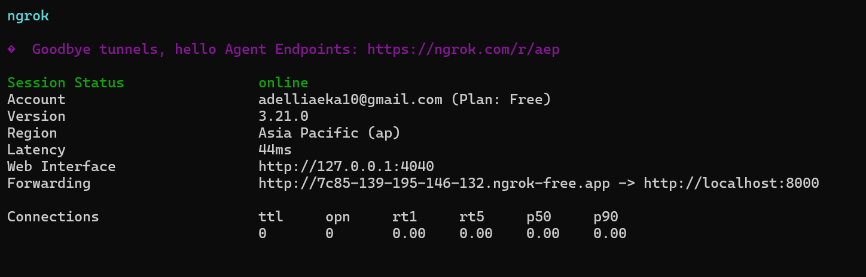 ngrok
� Goodbye tunnels, hello Agent Endpoints: https://ngrok.com/r/aep
Session Status online
Account adelliaeka10@gmail.com (Plan: Free)
Version 3.21.0
Region Asia Pacific (ap)
Latency 44ms
Web Interface http://127.0.0.1:4040
Forwarding http://7c85-139-195-146-132.ngrok-free.app -> http://localhost:8000
Connections ttl opn rt1 rt5 p50 p90
0 0 0.00 0.00 0.00 0.00